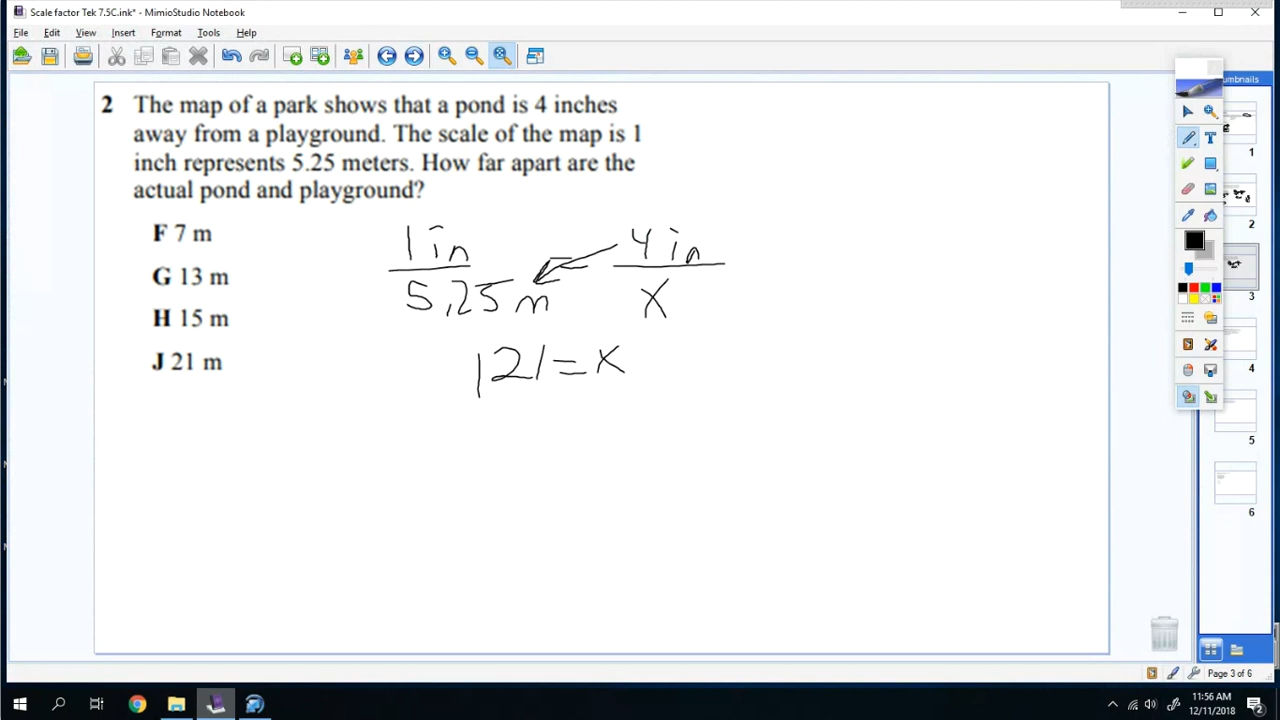 Scale factor Tek 7.5C.ink* - MimioStudio Notebook
File Edit View Insert Format Tools Help
umbnails
2 The map of a park shows that a pond is 4 inches
away from a playground. The scale of the map is 1
inch represents 5.25 meters. How far apart are the
actual pond and playground?
F 7 m
G 13 m
H 15 m
J 21 m
1 in 4 in
5.25 m x
|21 = x
T
1
2
3
4
5
6
Page 3 of 6
11:56 AM
12/11/2018
2